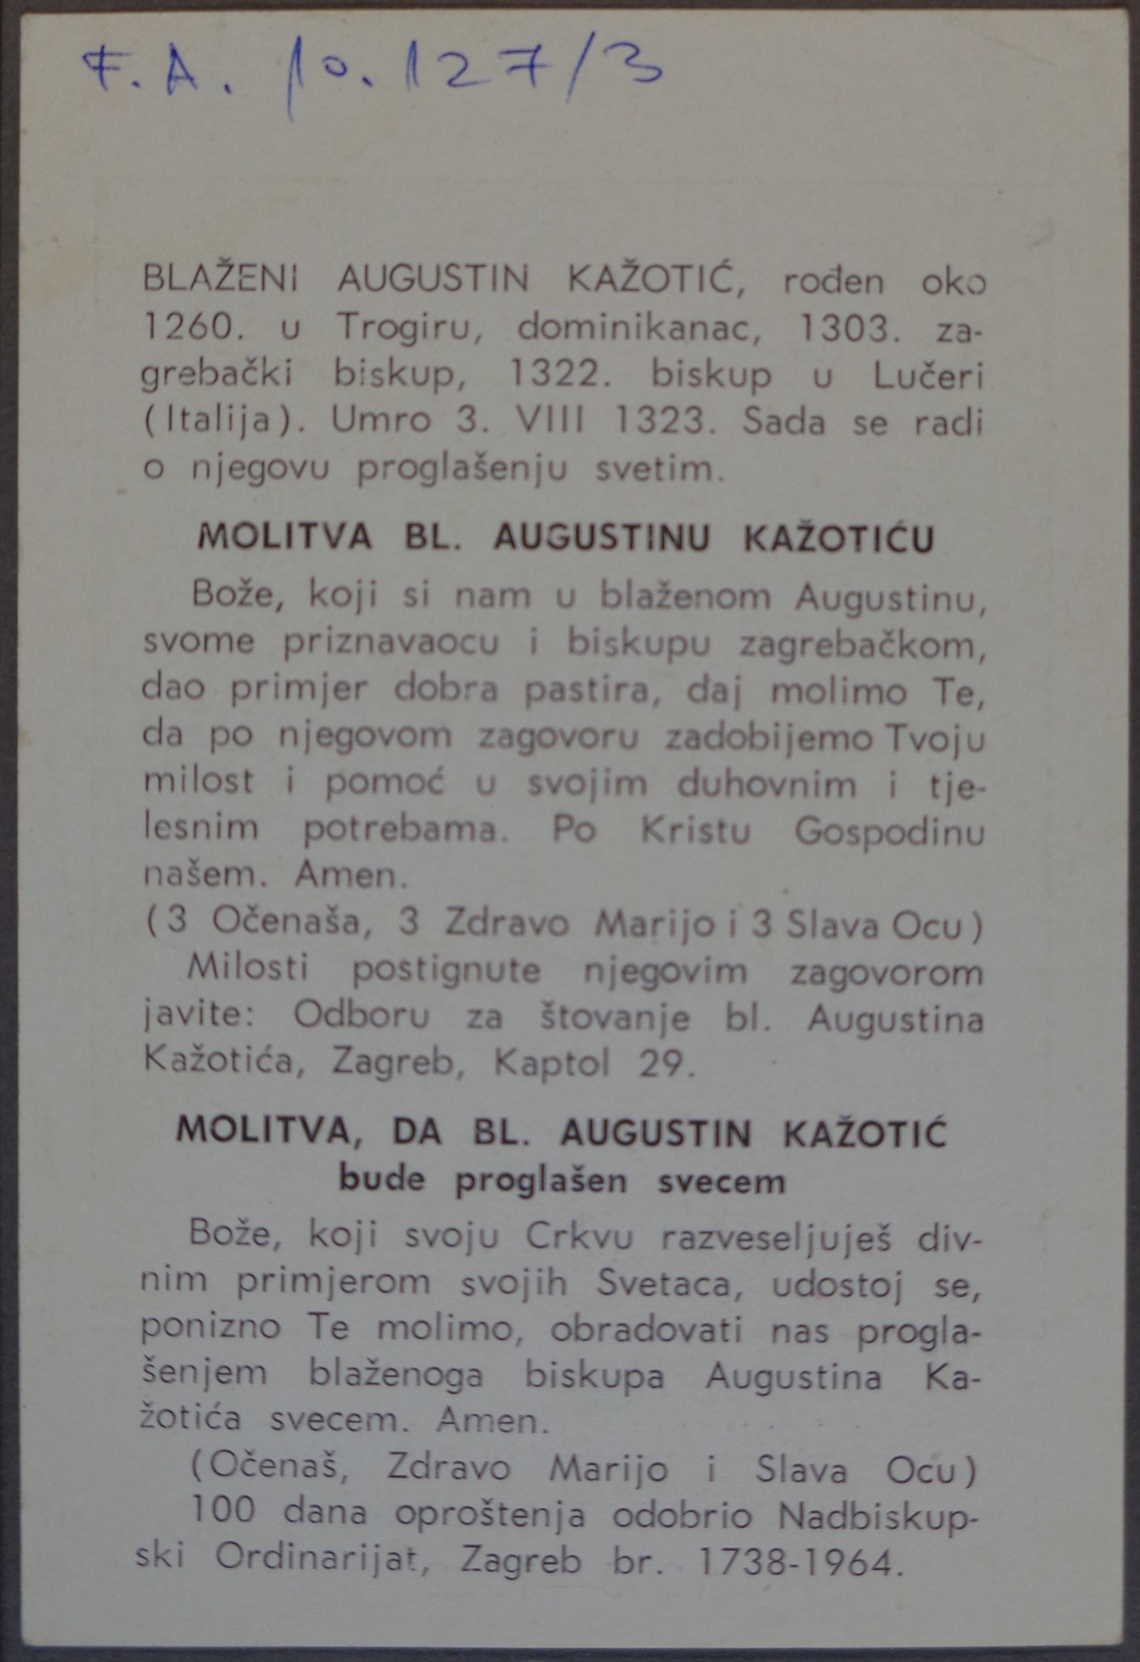 F.A. 10.127/3
BLAŽENI AUGUSTIN KAŽOTIĆ, rođen oko
1260. u Trogiru, dominikanac, 1303. za-
grebački biskup, 1322. biskup u Lučeri
(Italija). Umro 3. VIII 1323. Sada se radi
o njegovu proglašenju svetim.
MOLITVA BL. AUGUSTINU KAŽOTIĆU
Bože, koji si nam u blaženom Augustinu,
svome priznavaocu i biskupu zagrebačkom,
dao primjer dobra pastira, daj molimo Te,
da po njegovom zagovoru zadobijemo Tvoju
milost i pomoć u svojim duhovnim i tje-
lesnim potrebama. Po Kristu Gospodinu
našem. Amen.
(3 Očenaša, 3 Zdravo Marijo i 3 Slava Ocu)
Milosti postignute njegovim zagovorom
javite: Odboru za štovanje bl. Augustina
Kažotića, Zagreb, Kaptol 29.
MOLITVA, DA BL. AUGUSTIN KAŽOTIĆ
bude proglašen svecem
Bože, koji svoju Crkvu razveseljuješ div-
nim primjerom svojih Svetaca, udostoj se,
ponizno Te molimo, obradovati nas progla-
šenjem blaženoga biskupa Augustina Ka-
žotića svecem. Amen.
(Očenaš, Zdravo Marijo i Slava Ocu)
100 dana oproštenja odobrio Nadbiskup-
ski Ordinarijat, Zagreb br. 1738-1964.